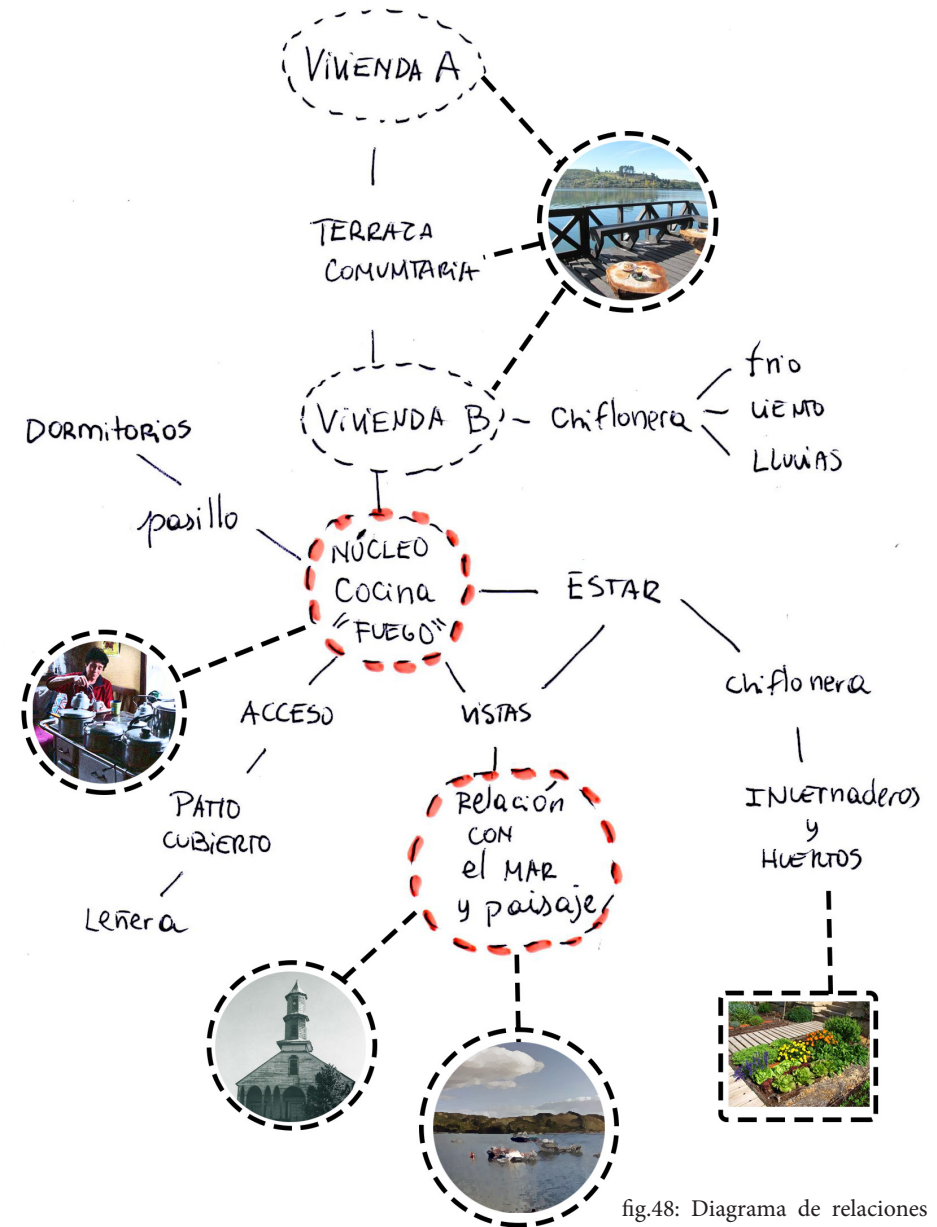 VIVIENDA A
TERRAZA
COMUNITARIA
VIVIENDA B
Chiflonera
frio
VIENTO
LLUVIAS
DORMITORIOS
pasillo
NÚCLEO
Cocina
"FUEGO"
ESTAR
ACCESO
VISTAS
chiflonera
PATIO
CUBIERTO
Leñera
Relación
CON
el MAR
y paisaje
INVERNADEROS
y
HUERTOS
fig.48: Diagrama de relaciones